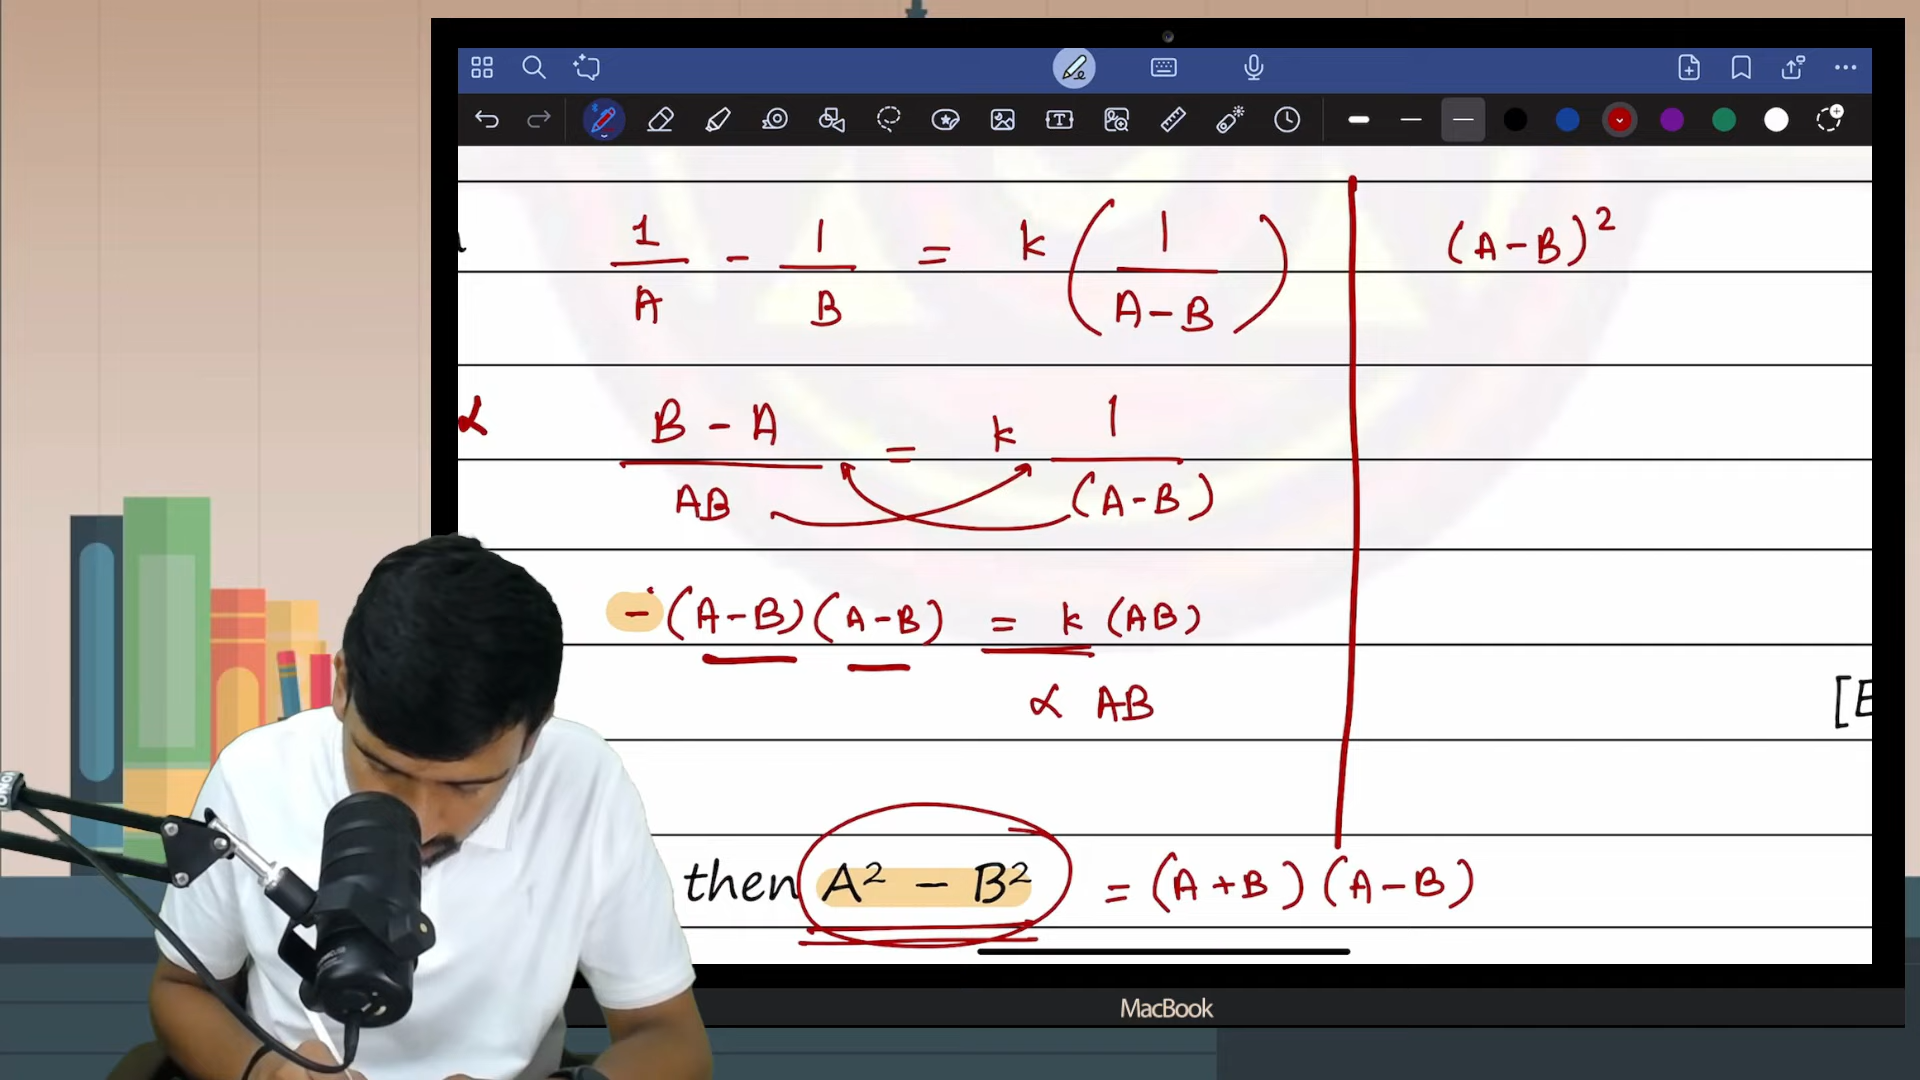 1/A - 1/B = k (1/(A-B))
(A-B)²
α (B-A)/AB = k 1/(A-B)
-(A-B)(A-B) = k (AB)
α AB
[E
then A² - B² = (A+B)(A-B)
MacBook